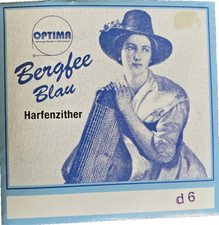 OPTIMA
Bergfee
Blau
Harfenzither
d 6